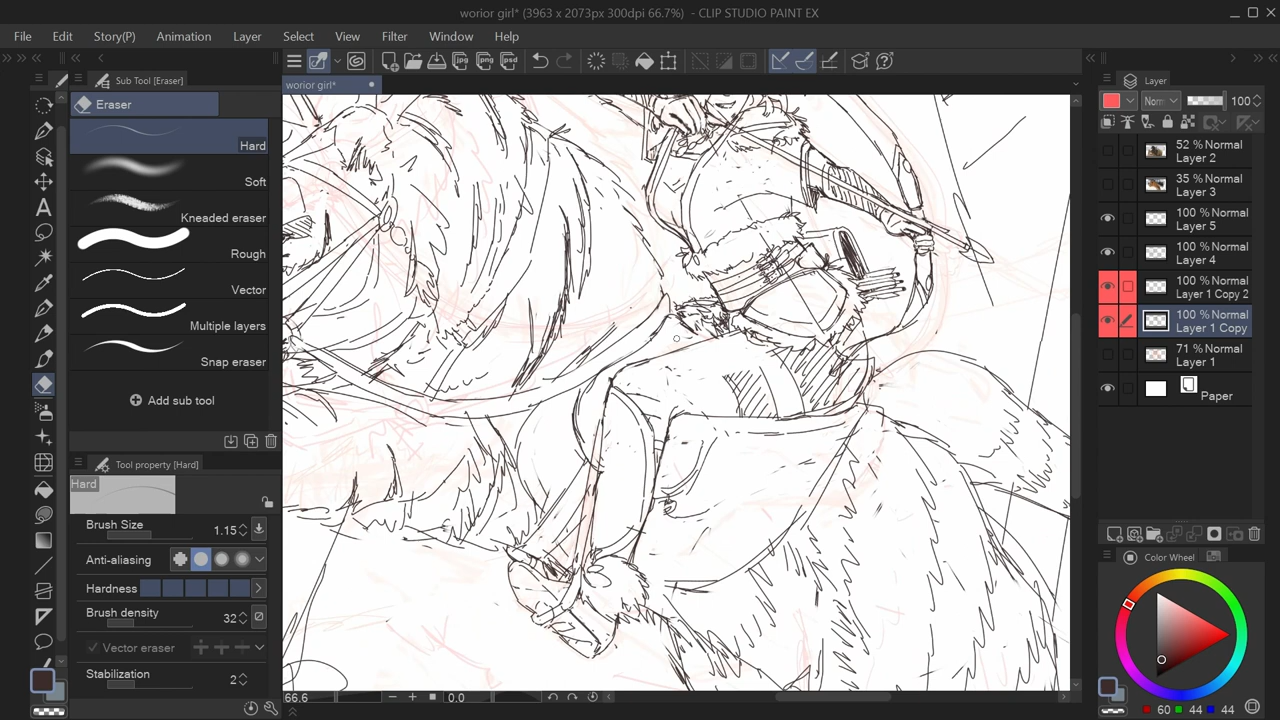 worior girl* (3963 x 2073px 300dpi 66.7%) - CLIP STUDIO PAINT EX
File Edit Story(P) Animation Layer Select View Filter Window Help
Sub Tool [Eraser]
worior girl*
Layer
Eraser
Norm
100
Hard
Soft
Kneaded eraser
Rough
Vector
Multiple layers
Snap eraser
Add sub tool
52 % Normal
Layer 2
35 % Normal
Layer 3
100 % Normal
Layer 5
100 % Normal
Layer 4
100 % Normal
Layer 1 Copy 2
100 % Normal
Layer 1 Copy
71 % Normal
Layer 1
Paper
Tool property [Hard]
Hard
Brush Size 1.15
Anti-aliasing
Hardness
Brush density 32
Vector eraser
Stabilization 2
Color Wheel
66.6
0.0
60 44 44